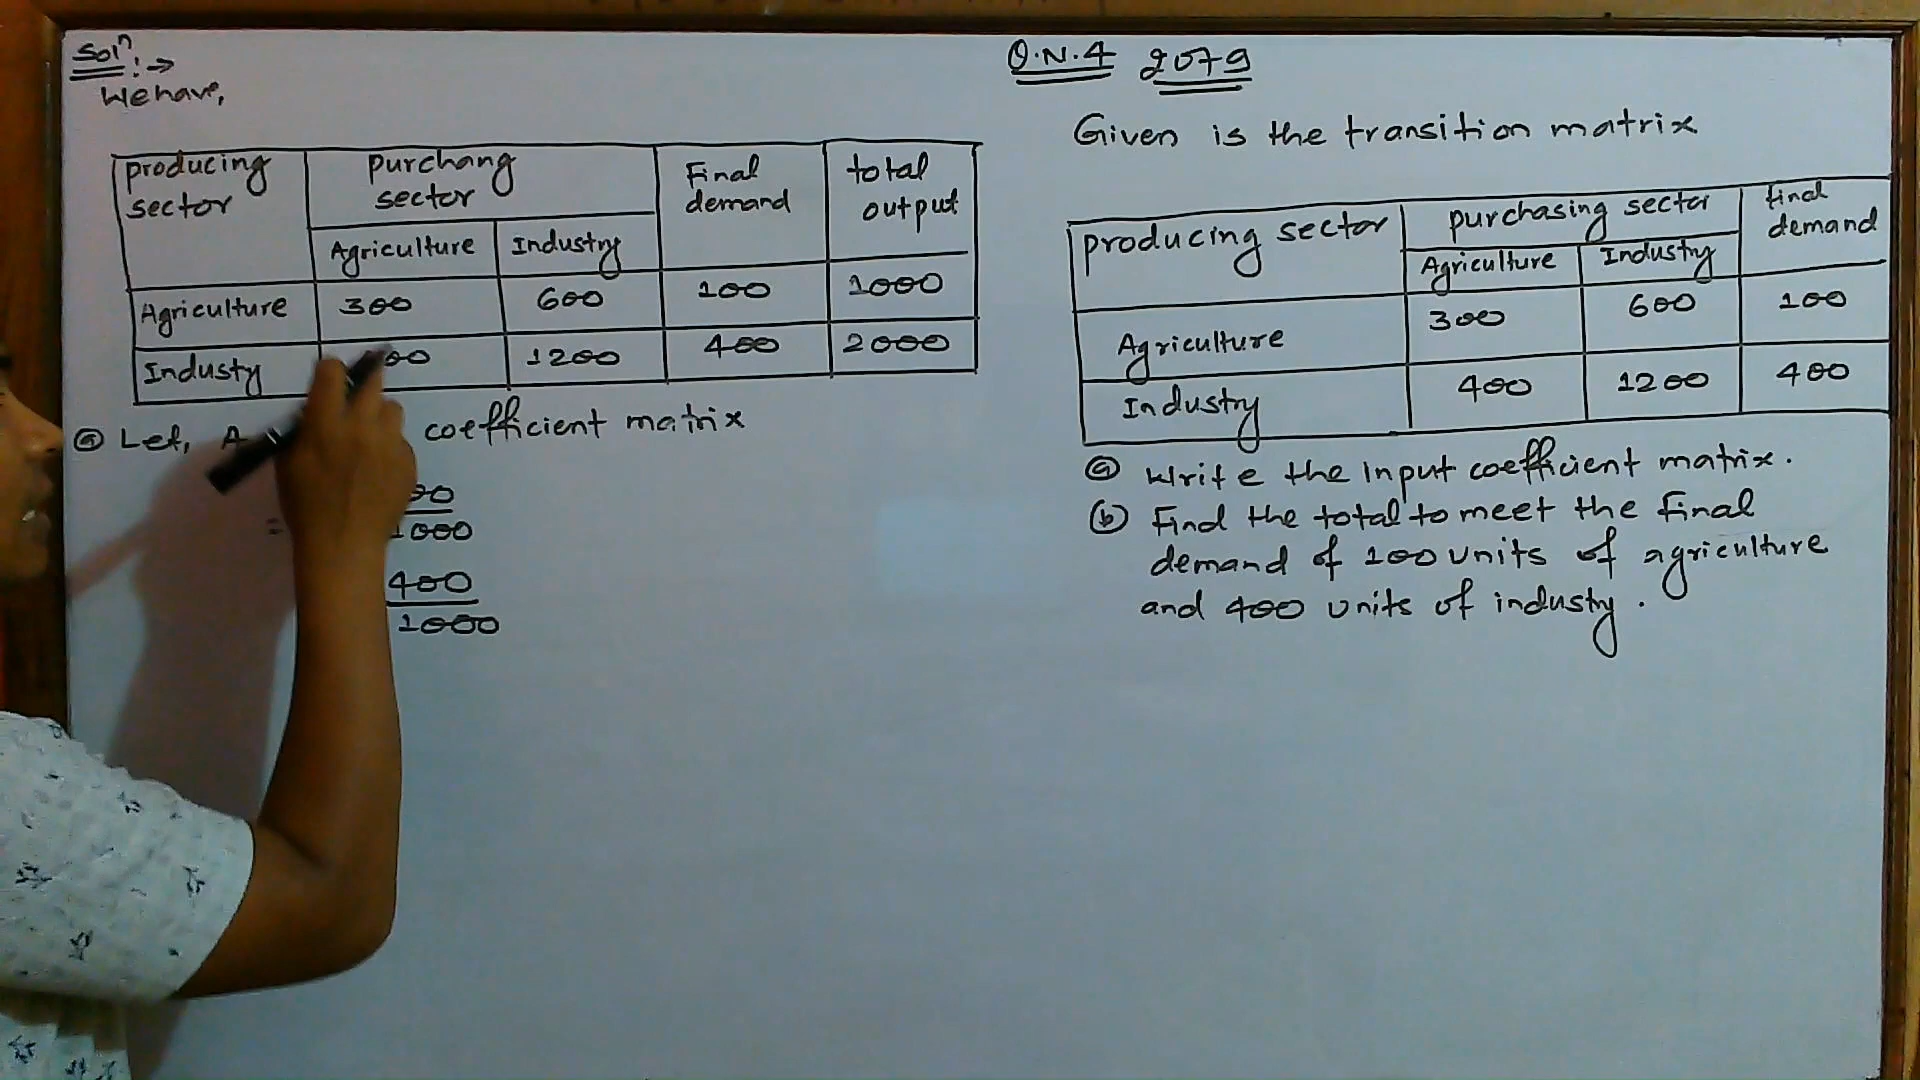 Solⁿ :→
We have,
producing sector
purchang sector
Final demand
total output
Agriculture
Industry
Agriculture 300 600 100 1000
Industy 1200 400 2000
ⓐ Let, A coefficient matrix
=
1000
400
1000
Q.N.4 2079
Given is the transition matrix
producing sector
purchasing sector
final demand
Agriculture
Industry
Agriculture 300 600 100
Industry 400 1200 400
ⓐ Write the input coefficient matrix.
ⓑ Find the total to meet the final
demand of 100 units of agriculture
and 400 units of industy.